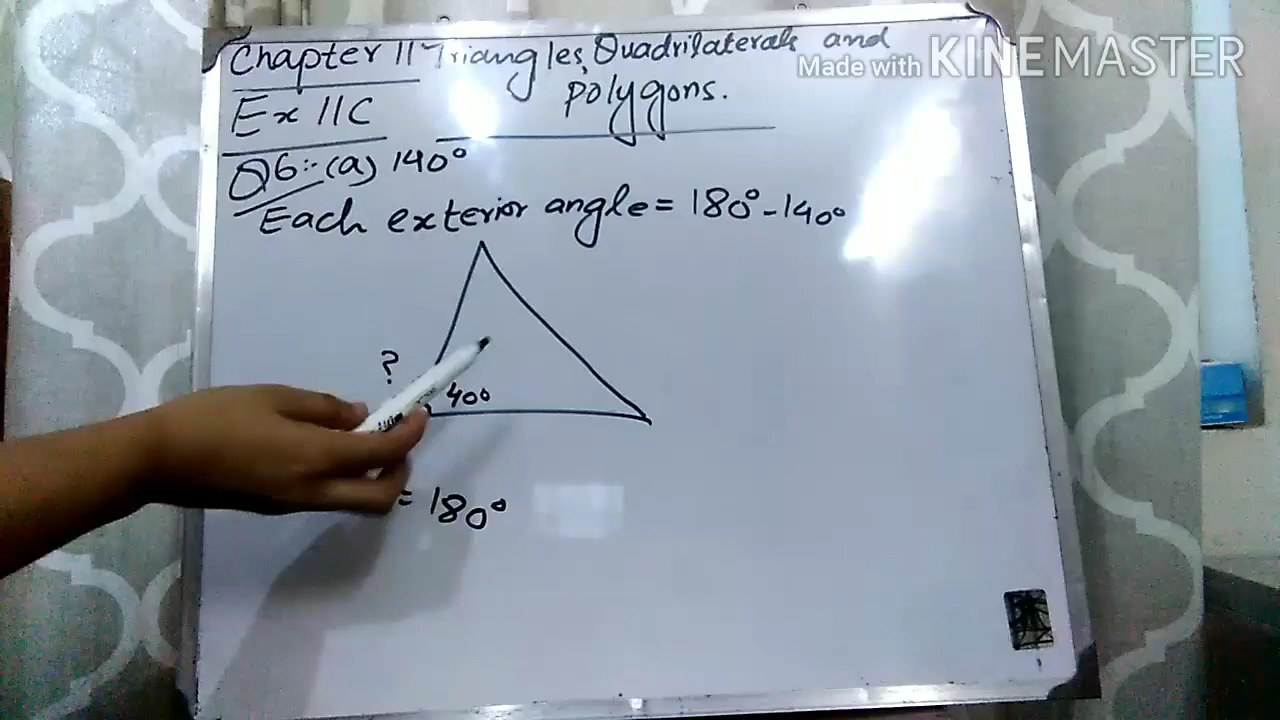 Chapter 11 Triangles, Quadrilaterals and
polygons.
Made with KINEMASTER
Ex 11C
Q6:- (a) 140°
Each exterior angle = 180° - 140°
?
40°
= 180°